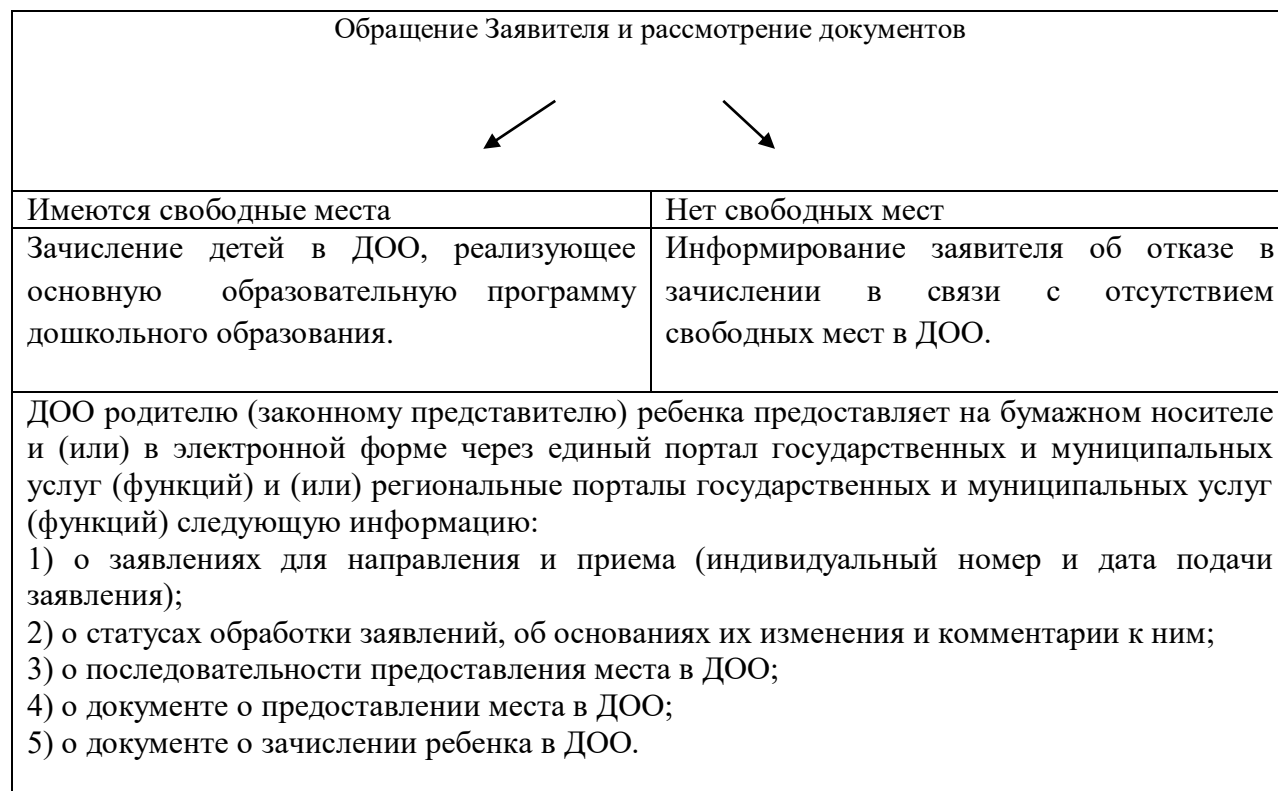 Обращение Заявителя и рассмотрение документов
Имеются свободные места
Нет свободных мест
Зачисление детей в ДОО, реализующее
основную образовательную программу
дошкольного образования.
Информирование заявителя об отказе в
зачислении в связи с отсутствием
свободных мест в ДОО.
ДОО родителю (законному представителю) ребенка предоставляет на бумажном носителе
и (или) в электронной форме через единый портал государственных и муниципальных
услуг (функций) и (или) региональные порталы государственных и муниципальных услуг
(функций) следующую информацию:
1) о заявлениях для направления и приема (индивидуальный номер и дата подачи
заявления);
2) о статусах обработки заявлений, об основаниях их изменения и комментарии к ним;
3) о последовательности предоставления места в ДОО;
4) о документе о предоставлении места в ДОО;
5) о документе о зачислении ребенка в ДОО.